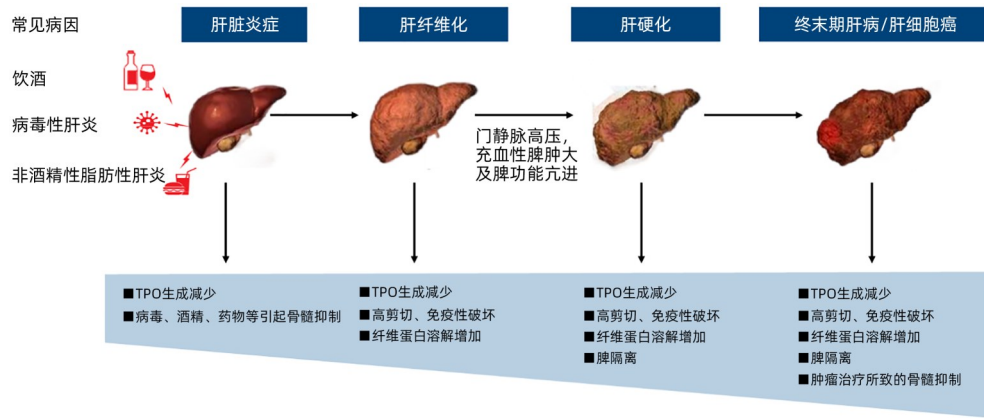 常见病因
肝脏炎症
肝纤维化
肝硬化
终末期肝病/肝细胞癌
饮酒
病毒性肝炎
非酒精性脂肪性肝炎
门静脉高压，
充血性脾肿大
及脾功能亢进
■TPO生成减少
■病毒、酒精、药物等引起骨髓抑制
■TPO生成减少
■高剪切、免疫性破坏
■纤维蛋白溶解增加
■TPO生成减少
■高剪切、免疫性破坏
■纤维蛋白溶解增加
■脾隔离
■TPO生成减少
■高剪切、免疫性破坏
■纤维蛋白溶解增加
■脾隔离
■肿瘤治疗所致的骨髓抑制